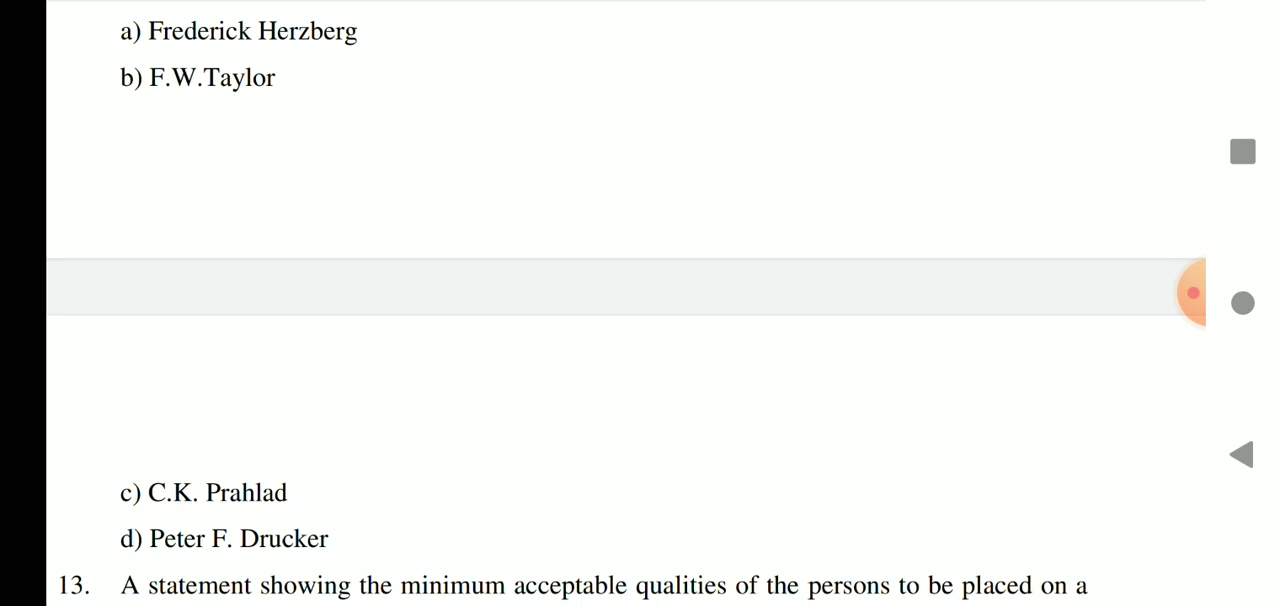 a) Frederick Herzberg
b) F.W.Taylor
c) C.K. Prahlad
d) Peter F. Drucker
13. A statement showing the minimum acceptable qualities of the persons to be placed on a